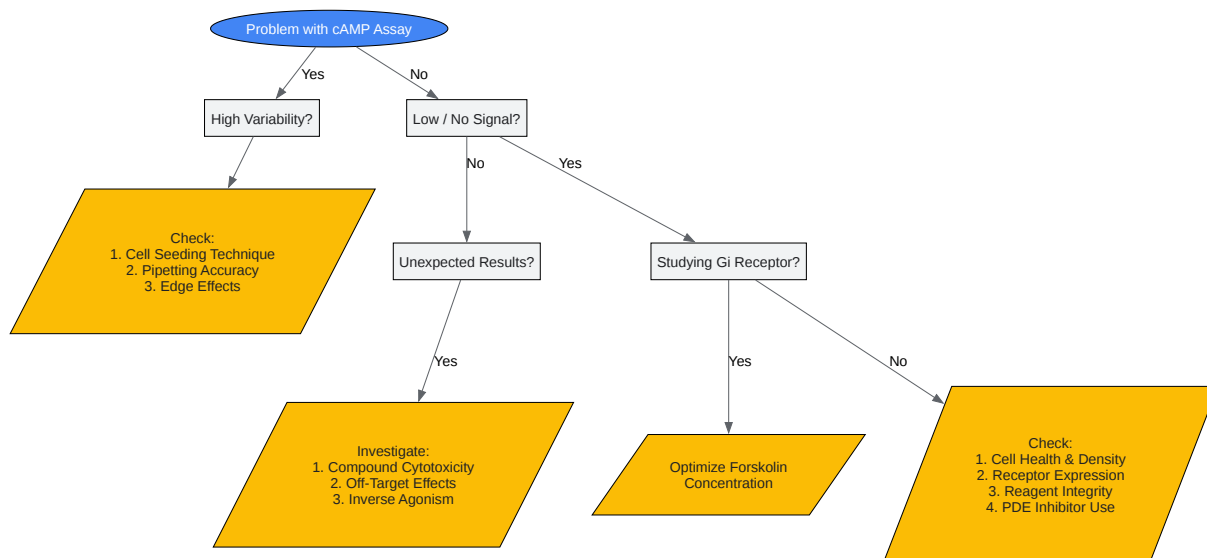 Problem with cAMP Assay
Yes
No
High Variability?
Low / No Signal?
No
Yes
Check:
1. Cell Seeding Technique
2. Pipetting Accuracy
3. Edge Effects
Unexpected Results?
Studying Gi Receptor?
Yes
Yes
No
Investigate:
1. Compound Cytotoxicity
2. Off-Target Effects
3. Inverse Agonism
Optimize Forskolin
Concentration
Check:
1. Cell Health & Density
2. Receptor Expression
3. Reagent Integrity
4. PDE Inhibitor Use